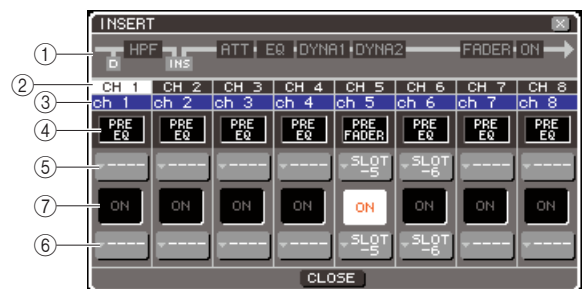 INSERT
① HPF ATT EQ DYNA1 DYNA2 FADER ON
D INS
② CH 1 CH 2 CH 3 CH 4 CH 5 CH 6 CH 7 CH 8
③ ch 1 ch 2 ch 3 ch 4 ch 5 ch 6 ch 7 ch 8
④ PRE EQ PRE EQ PRE EQ PRE EQ PRE FADER PRE EQ PRE EQ PRE EQ
⑤ ---- ---- ---- ---- SLOT -5 SLOT -6 ---- ----
⑦ ON ON ON ON ON ON ON ON
⑥ ---- ---- ---- ---- SLOT -5 SLOT -6 ---- ----
CLOSE